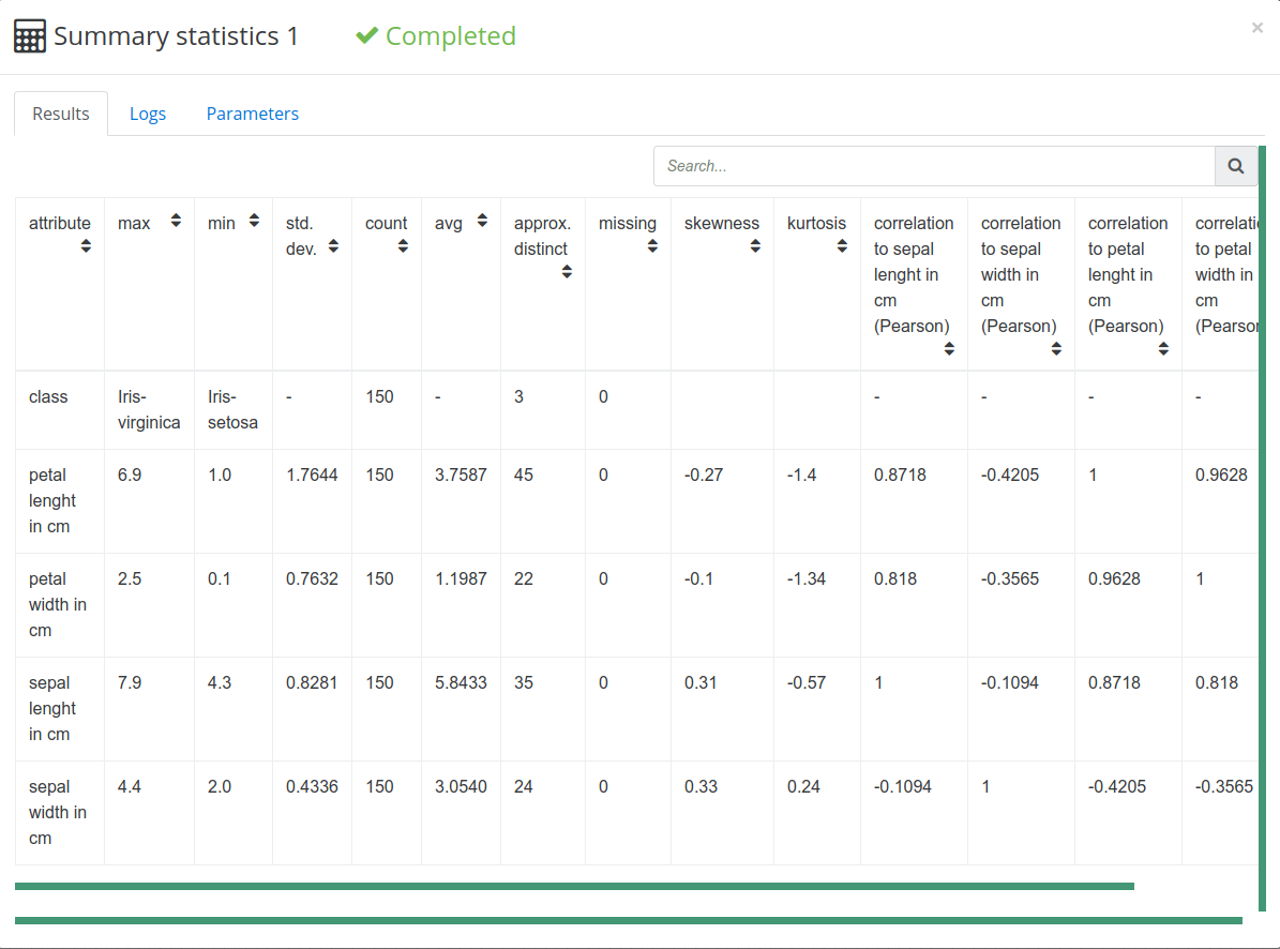 Summary statistics 1 Completed ×
Results Logs Parameters
Search...
attribute max min std. dev. count avg approx. distinct missing skewness kurtosis correlation to sepal lenght in cm (Pearson) correlation to sepal width in cm (Pearson) correlation to petal lenght in cm (Pearson) to petal width in cm
class Iris-virginica Iris-setosa - 150 - 3 0 - - - -
petal lenght in cm 6.9 1.0 1.7644 150 3.7587 45 0 -0.27 -1.4 0.8718 -0.4205 1 0.9628
petal width in cm 2.5 0.1 0.7632 150 1.1987 22 0 -0.1 -1.34 0.818 -0.3565 0.9628 1
sepal lenght in cm 7.9 4.3 0.8281 150 5.8433 35 0 0.31 -0.57 1 -0.1094 0.8718 0.818
sepal width in cm 4.4 2.0 0.4336 150 3.0540 24 0 0.33 0.24 -0.1094 1 -0.4205 -0.3565